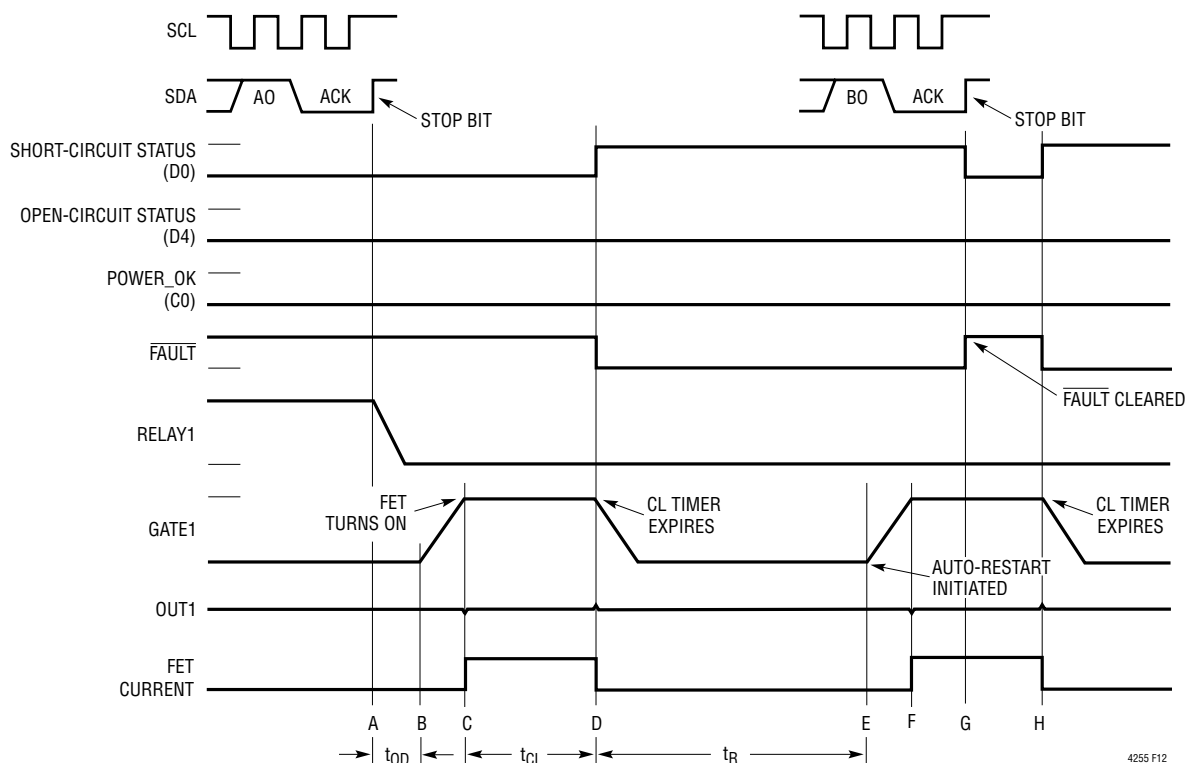 SCL
SDA
AO
ACK
STOP BIT
BO
ACK
STOP BIT
SHORT-CIRCUIT STATUS
(D0)
OPEN-CIRCUIT STATUS
(D4)
POWER_OK
(C0)
FAULT
FAULT CLEARED
RELAY1
FET
TURNS ON
CL TIMER
EXPIRES
CL TIMER
EXPIRES
GATE1
AUTO-RESTART
INITIATED
OUT1
FET
CURRENT
A B C D E F G H
tOD tCL tR
4255 F12